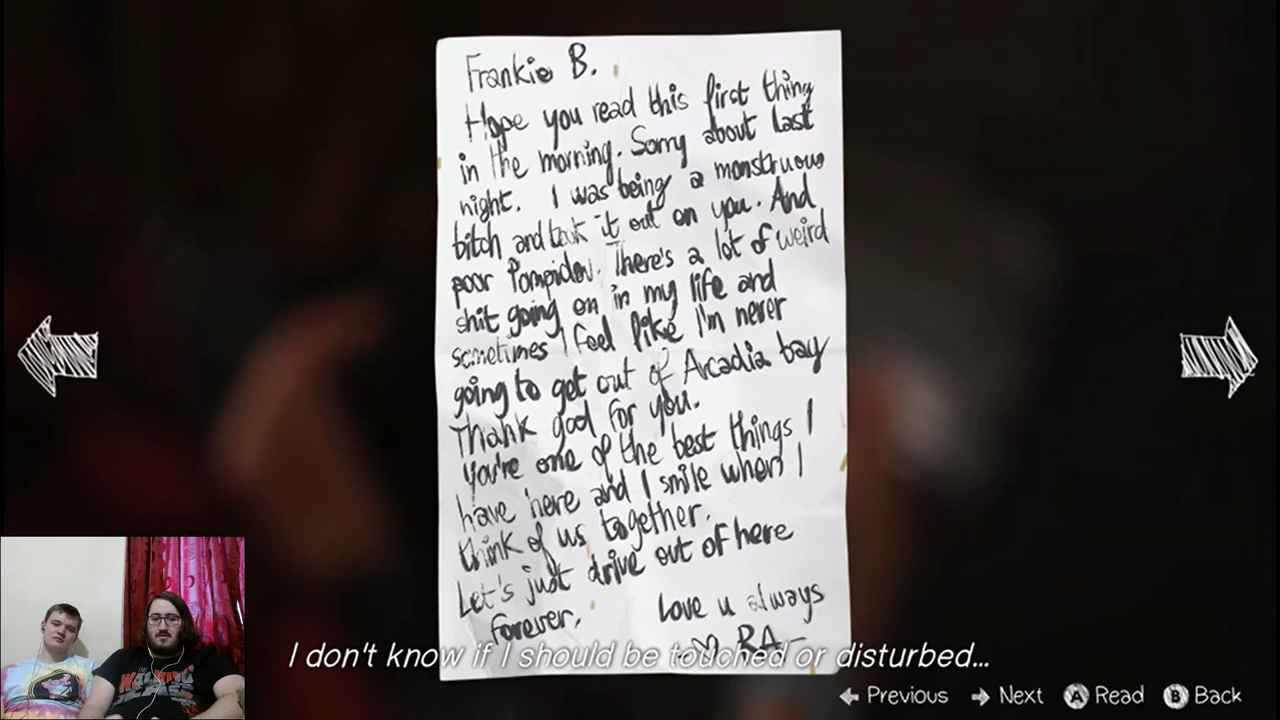 Frankie B.
Hope you read this first thing
in the morning. Sorry about last
night. I was being a monstruous
bitch and took it out on you. And
poor Pompidou. There's a lot of weird
shit going on in my life and
sometimes I feel like I'm never
going to get out of Arcadia bay
Thank god for you.
You're one of the best things I
have here and I smile when I
think of us together.
Let's just drive out of here
forever.
Love u always
♡ RA
I don't know if I should be touched or disturbed...
Previous Next A Read B Back
WALKING